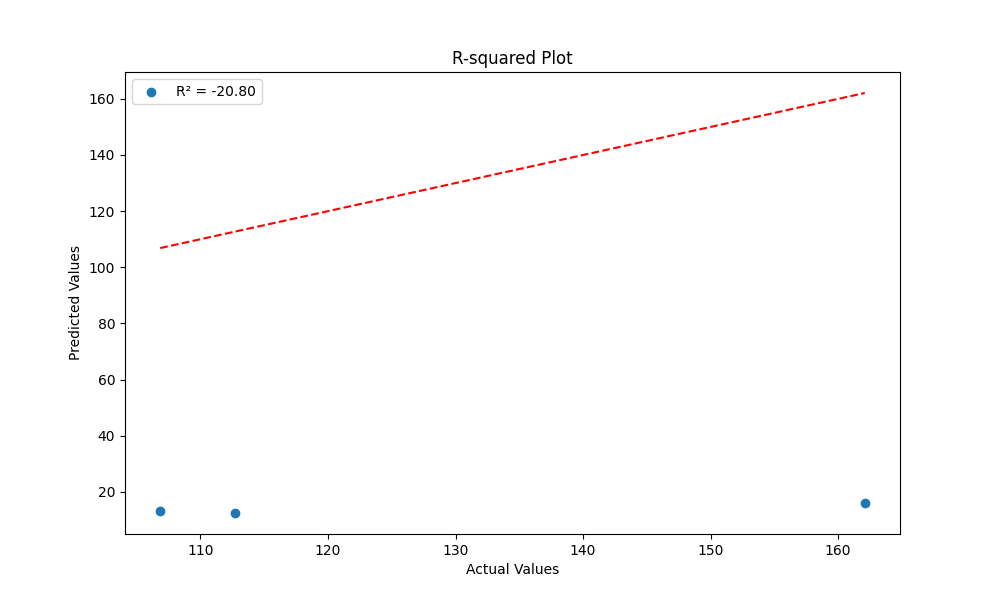 R-squared Plot
R² = -20.80
160
140
120
100
80
60
40
20
Predicted Values
110 120 130 140 150 160
Actual Values